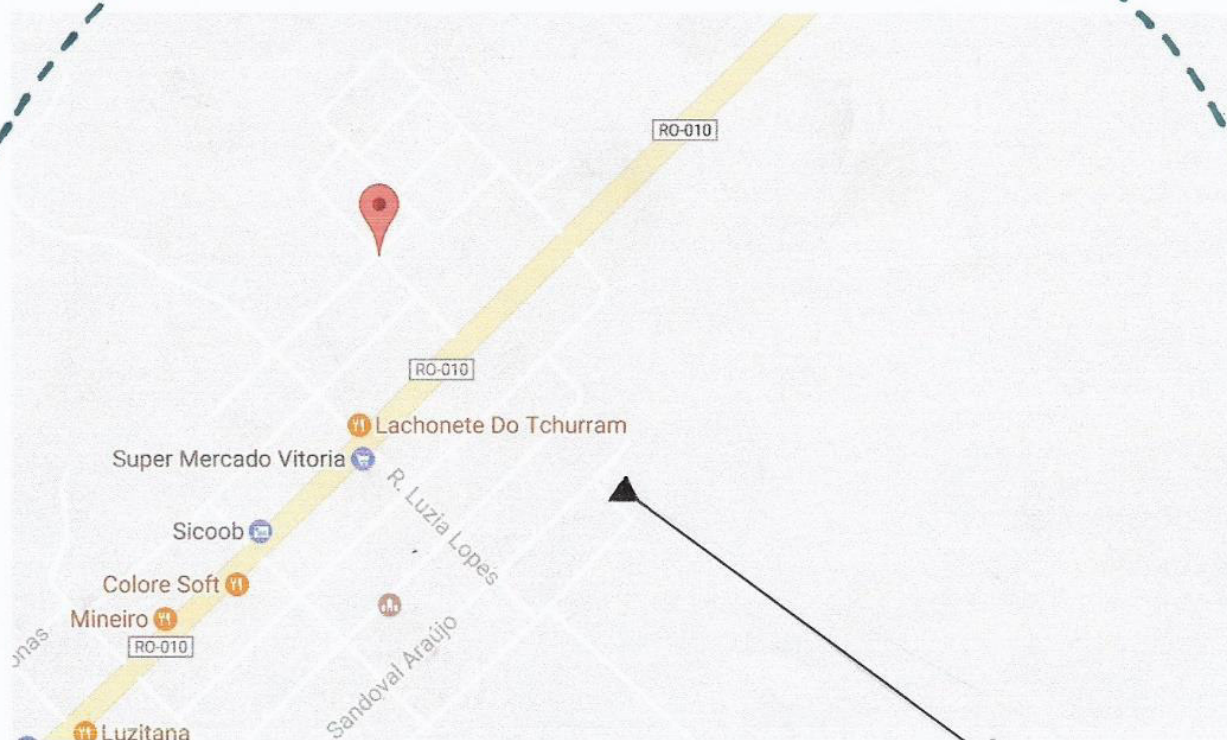 RO-010
RO-010
Lachonete Do Tchurram
Super Mercado Vitoria
R. Luzia Lopes
Sicoob
Colore Soft
Mineiro
RO-010
Sandoval Araújo
Luzitana